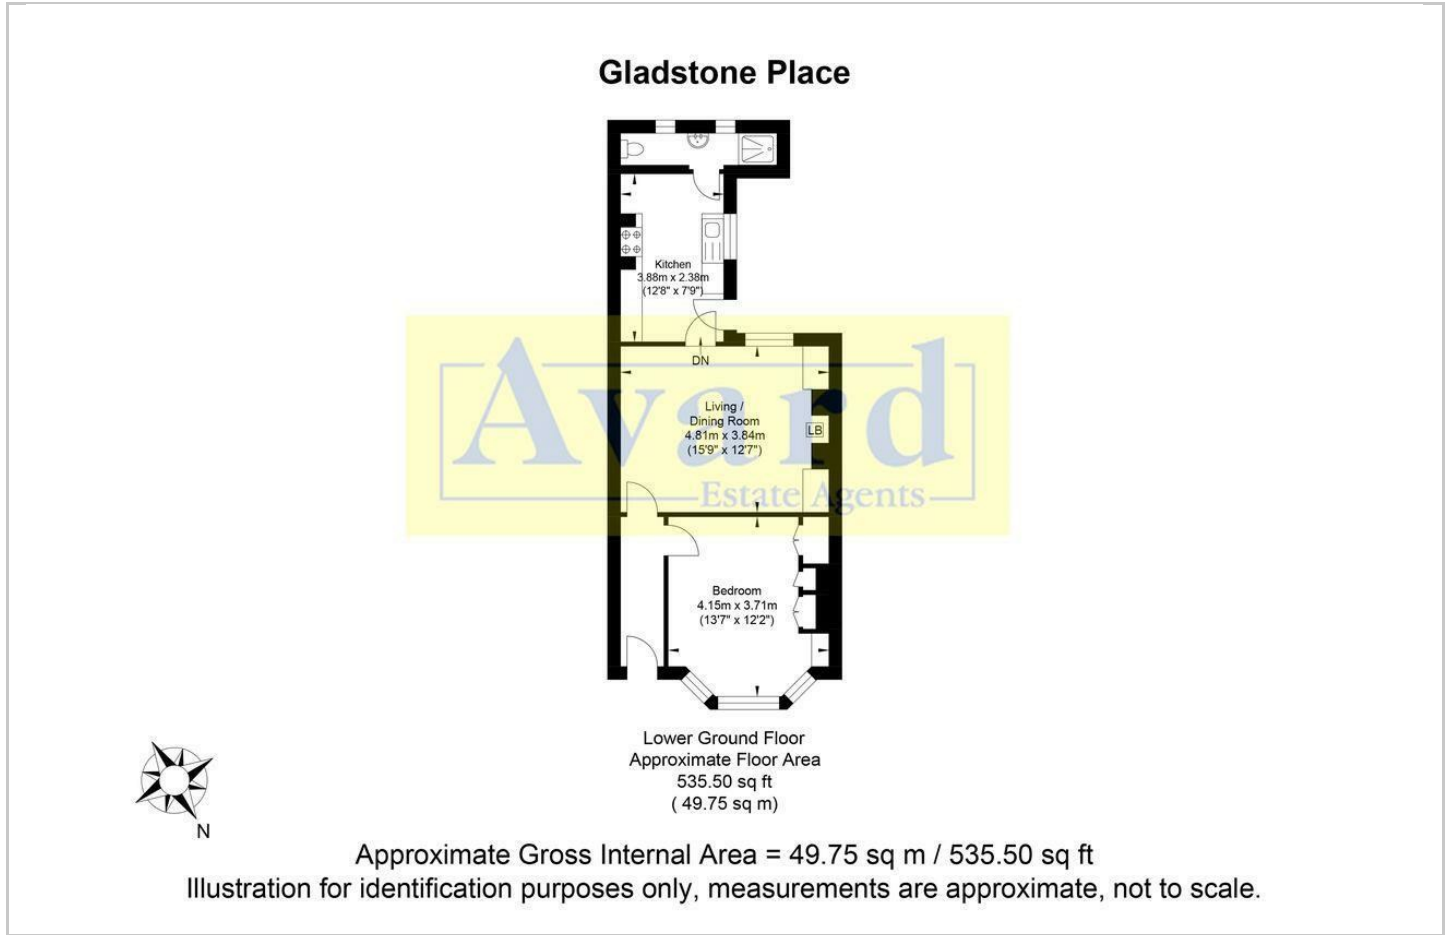 Gladstone Place
Kitchen
3.88m x 2.38m
(12'8" x 7'9")
DN
Avard
Living /
Dining Room
4.81m x 3.84m
(15'9" x 12'7")
LB
Estate Agents
Bedroom
4.15m x 3.71m
(13'7" x 12'2")
Lower Ground Floor
Approximate Floor Area
535.50 sq ft
( 49.75 sq m)
N
Approximate Gross Internal Area = 49.75 sq m / 535.50 sq ft
Illustration for identification purposes only, measurements are approximate, not to scale.